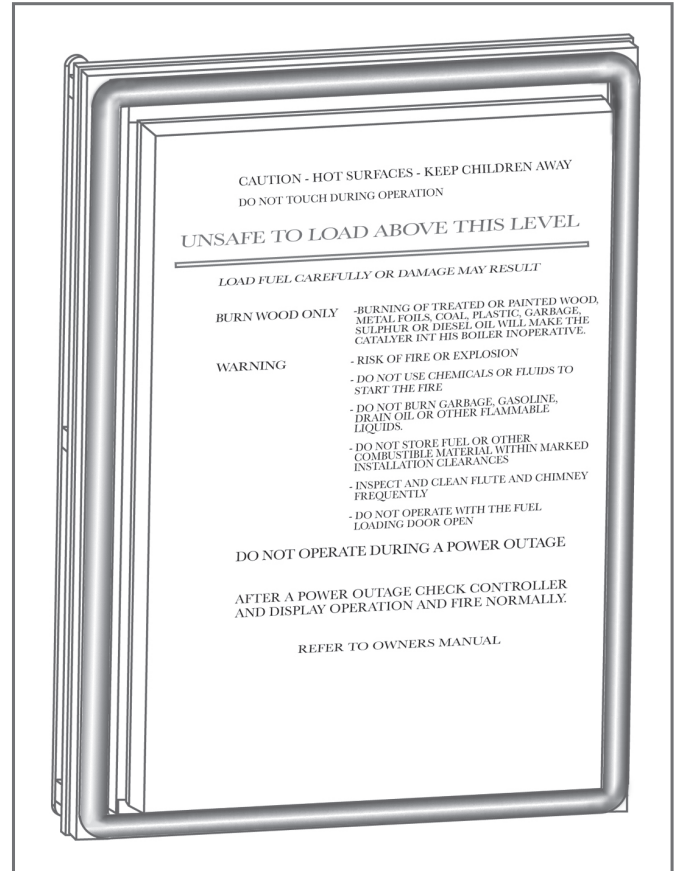 CAUTION - HOT SURFACES - KEEP CHILDREN AWAY
DO NOT TOUCH DURING OPERATION
UNSAFE TO LOAD ABOVE THIS LEVEL
LOAD FUEL CAREFULLY OR DAMAGE MAY RESULT
BURN WOOD ONLY -BURNING OF TREATED OR PAINTED WOOD,
METAL FOILS, COAL, PLASTIC, GARBAGE,
SULPHUR OR DIESEL OIL WILL MAKE THE
CATALYER INT HIS BOILER INOPERATIVE.
WARNING - RISK OF FIRE OR EXPLOSION
- DO NOT USE CHEMICALS OR FLUIDS TO
START THE FIRE
- DO NOT BURN GARBAGE, GASOLINE,
DRAIN OIL OR OTHER FLAMMABLE
LIQUIDS.
- DO NOT STORE FUEL OR OTHER
COMBUSTIBLE MATERIAL WITHIN MARKED
INSTALLATION CLEARANCES
- INSPECT AND CLEAN FLUTE AND CHIMNEY
FREQUENTLY
- DO NOT OPERATE WITH THE FUEL
LOADING DOOR OPEN
DO NOT OPERATE DURING A POWER OUTAGE
AFTER A POWER OUTAGE CHECK CONTROLLER
AND DISPLAY OPERATION AND FIRE NORMALLY.
REFER TO OWNERS MANUAL